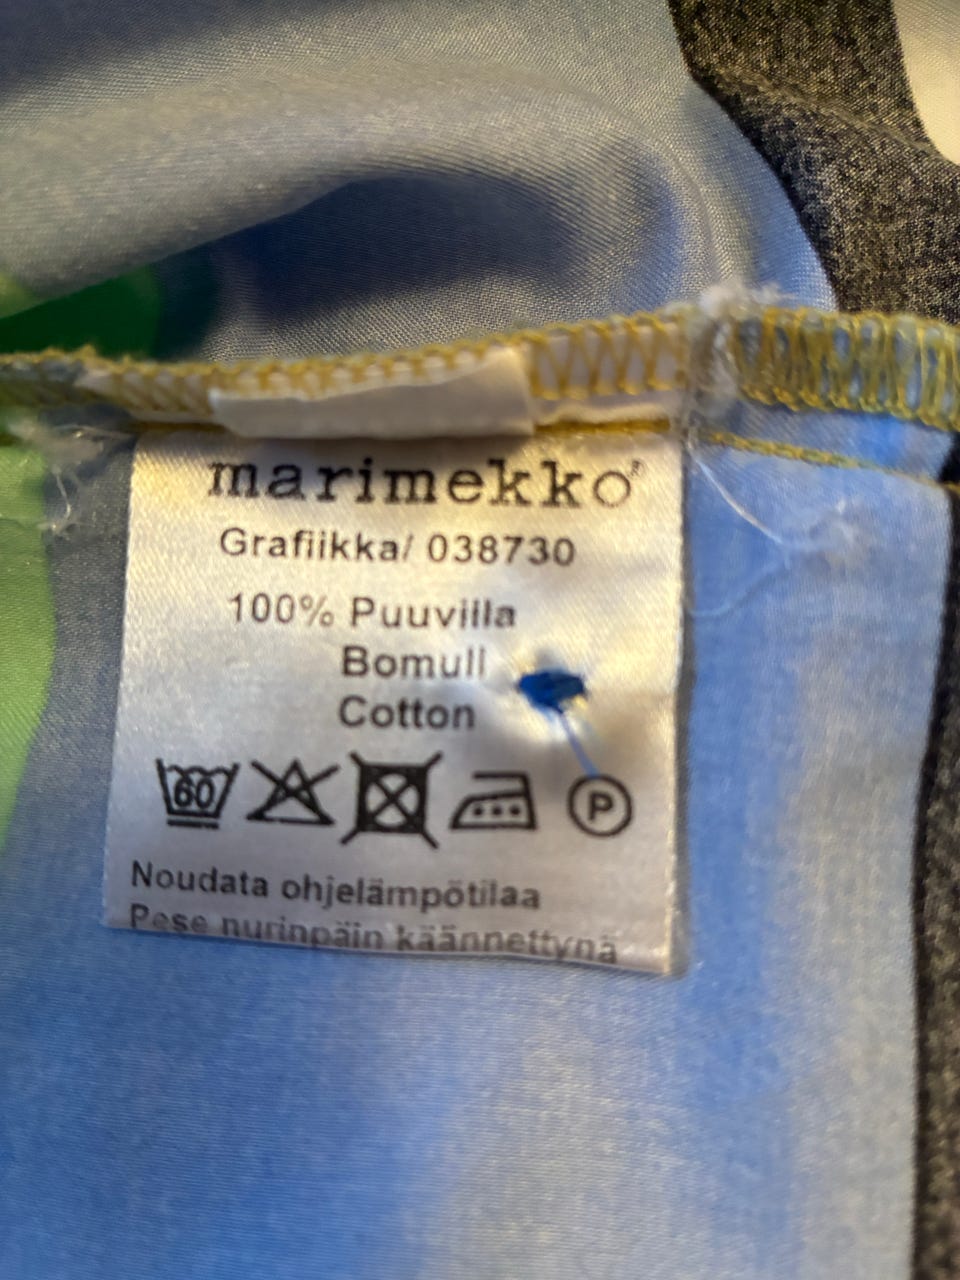 marimekko®
Grafiikka/ 038730
100% Puuvilla
Bomull
Cotton
60
P
Noudata ohjelämpötilaa
Pese nurinpäin käännettynä